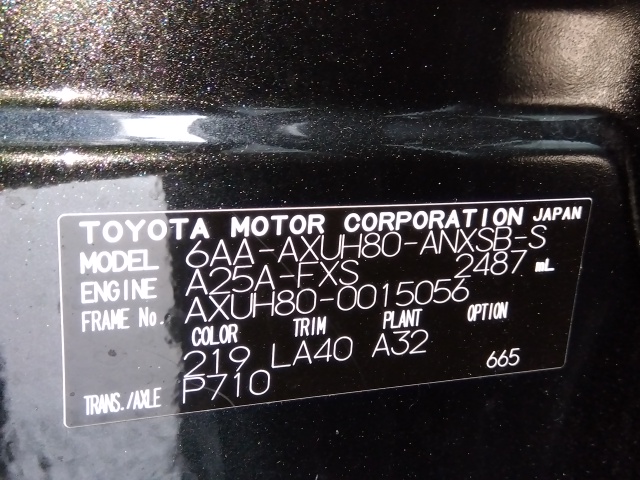 TOYOTA MOTOR CORPORATION JAPAN
MODEL 6AA-AXUH80-ANXSB-S
ENGINE A25A-FXS 2487 mL
FRAME No. AXUH80-0015056
COLOR TRIM PLANT OPTION
219 LA40 A32 665
TRANS./AXLE P710